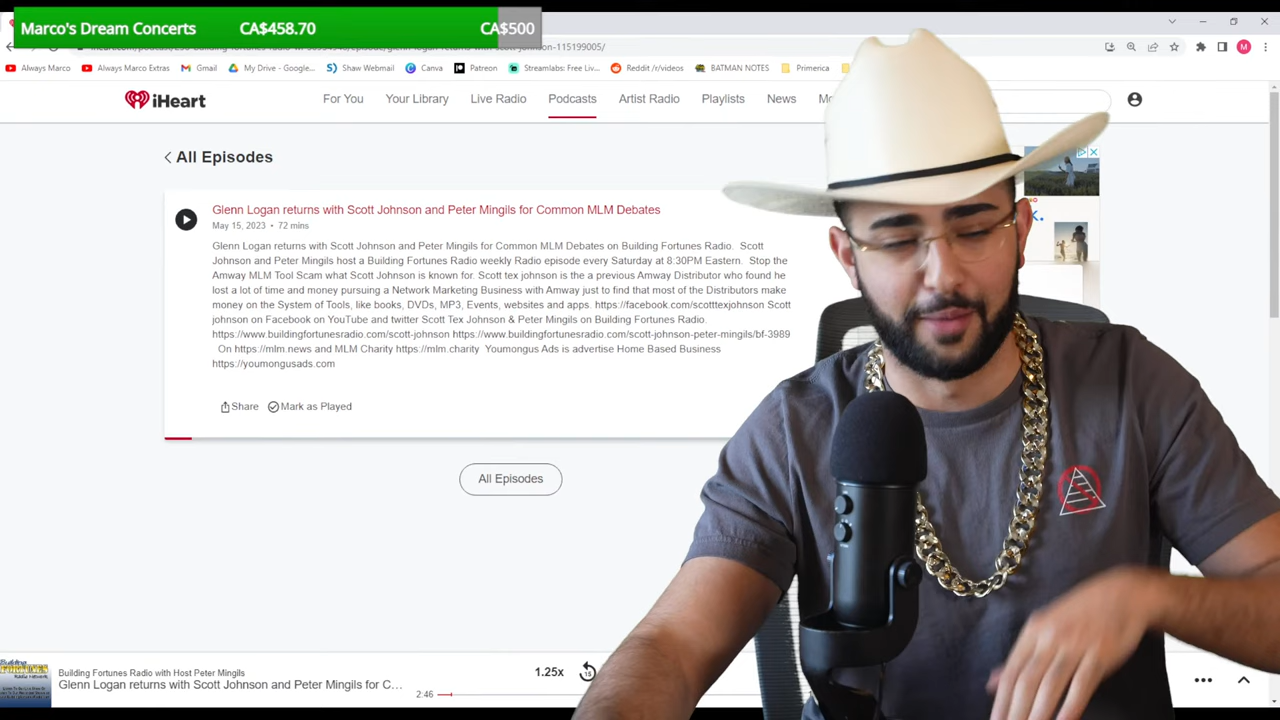 Marco's Dream Concerts CA$458.70 CA$500
Always Marco Always Marco Extras Gmail My Drive - Google... Shaw Webmail Canva Patreon Streamlabs: Free Liv... Reddit /r/videos BATMAN NOTES Primerica
M
iHeart For You Your Library Live Radio Podcasts Artist Radio Playlists News
All Episodes
Glenn Logan returns with Scott Johnson and Peter Mingils for Common MLM Debates
May 15, 2023 • 72 mins
Glenn Logan returns with Scott Johnson and Peter Mingils for Common MLM Debates on Building Fortunes Radio. Scott
Johnson and Peter Mingils host a Building Fortunes Radio weekly Radio episode every Saturday at 8.30PM Eastern. Stop the
Amway MLM Tool Scam what Scott Johnson is known for. Scott tex johnson is the a previous Amway Distributor who found he
lost a lot of time and money pursuing a Network Marketing Business with Amway just to find that most of the Distributors make
money on the System of Tools, like books, DVDs, MP3, Events, websites and apps. https://facebook.com/scotttexjohnson Scott
johnson on Facebook on YouTube and twitter Scott Tex Johnson & Peter Mingils on Building Fortunes Radio.
https://www.buildingfortunesradio.com/scott-johnson https://www.buildingfortunesradio.com/scott-johnson-peter-mingils/bf-3989
On https://mlm.news and MLM Charity https://mlm.charity Youmongus Ads is advertise Home Based Business
https://youmongusads.com
Share Mark as Played
All Episodes
Building Fortunes Radio with Host Peter Mingils
Glenn Logan returns with Scott Johnson and Peter Mingils for C...
1.25x
15
2:46